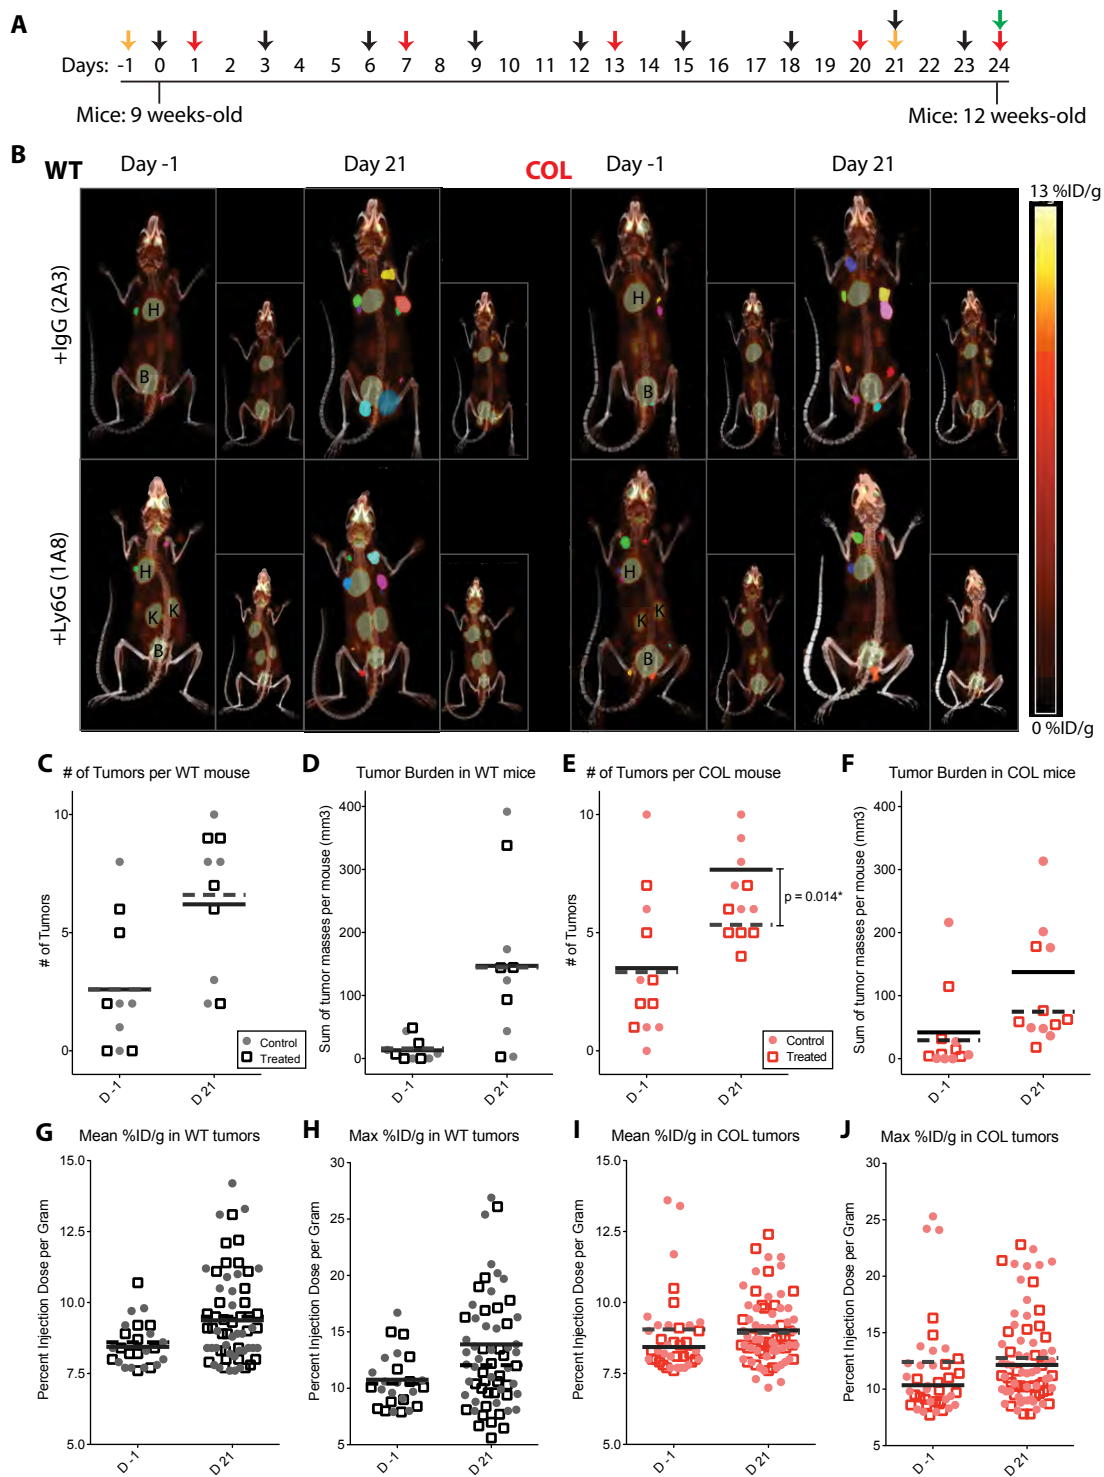 A
Days: -1 0 1 2 3 4 5 6 7 8 9 10 11 12 13 14 15 16 17 18 19 20 21 22 23 24
Mice: 9 weeks-old
Mice: 12 weeks-old
B
WT
Day -1
Day 21
COL
Day -1
Day 21
13 %ID/g
+IgG (2A3)
H
B
H
B
+Ly6G (1A8)
H
K
K
B
H
K
K
B
0 %ID/g
C
# of Tumors per WT mouse
# of Tumors
10
5
0
D -1
D 21
Control
Treated
D
Tumor Burden in WT mice
Sum of tumor masses per mouse (mm3)
400
300
200
100
0
D -1
D 21
E
# of Tumors per COL mouse
# of Tumors
10
5
0
p = 0.014*
D -1
D 21
Control
Treated
F
Tumor Burden in COL mice
Sum of tumor masses per mouse (mm3)
400
300
200
100
0
D -1
D 21
G
Mean %ID/g in WT tumors
Percent Injection Dose per Gram
15.0
12.5
10.0
7.5
5.0
D -1
D 21
H
Max %ID/g in WT tumors
Percent Injection Dose per Gram
30
25
20
15
10
5
D -1
D 21
I
Mean %ID/g in COL tumors
Percent Injection Dose per Gram
15.0
12.5
10.0
7.5
5.0
D -1
D 21
J
Max %ID/g in COL tumors
Percent Injection Dose per Gram
30
25
20
15
10
5
D -1
D 21